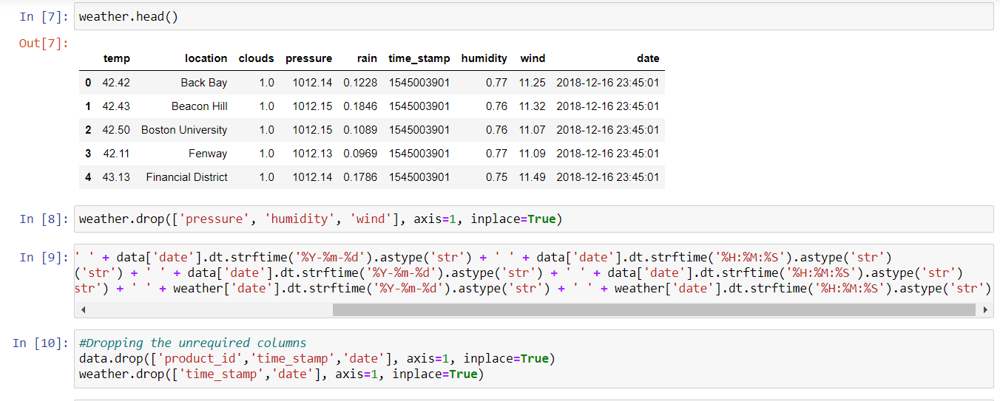 In [7]: weather.head()
Out[7]:
temp location clouds pressure rain time_stamp humidity wind date
0 42.42 Back Bay 1.0 1012.14 0.1228 1545003901 0.77 11.25 2018-12-16 23:45:01
1 42.43 Beacon Hill 1.0 1012.15 0.1846 1545003901 0.76 11.32 2018-12-16 23:45:01
2 42.50 Boston University 1.0 1012.15 0.1089 1545003901 0.76 11.07 2018-12-16 23:45:01
3 42.11 Fenway 1.0 1012.13 0.0969 1545003901 0.77 11.09 2018-12-16 23:45:01
4 43.13 Financial District 1.0 1012.14 0.1786 1545003901 0.75 11.49 2018-12-16 23:45:01
In [8]: weather.drop(['pressure', 'humidity', 'wind'], axis=1, inplace=True)
In [9]: ' ' + data['date'].dt.strftime('%Y-%m-%d').astype('str') + ' ' + data['date'].dt.strftime('%H:%M:%S').astype('str')
('str') + ' ' + data['date'].dt.strftime('%Y-%m-%d').astype('str') + ' ' + data['date'].dt.strftime('%H:%M:%S').astype('str')
str') + ' ' + weather['date'].dt.strftime('%Y-%m-%d').astype('str') + ' ' + weather['date'].dt.strftime('%H:%M:%S').astype('str')
In [10]: #Dropping the unrequired columns
data.drop(['product_id','time_stamp','date'], axis=1, inplace=True)
weather.drop(['time_stamp','date'], axis=1, inplace=True)